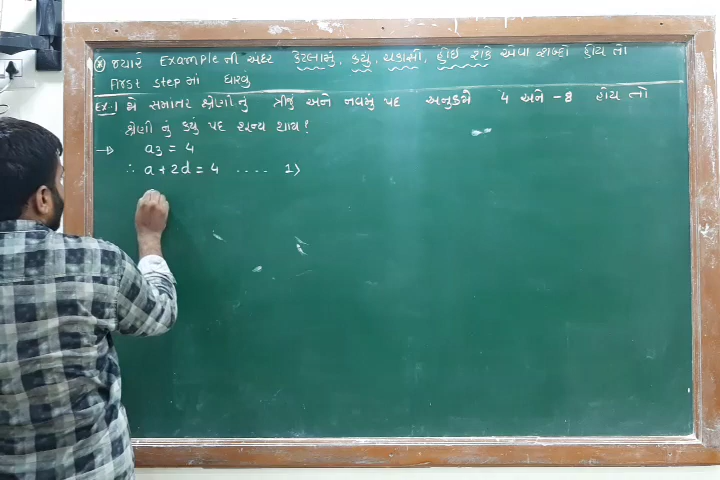 * જ્યારે Example ની અંદર કેટલામું, કયું, ચકાસો, હોઈ શકે એવા શબ્દો હોય તો
First step માં ધારવું
Ex.1 જો સમાંતર શ્રેણીનું ત્રીજું અને નવમું પદ અનુક્રમે 4 અને -8 હોય તો
શ્રેણી નું કયું પદ શૂન્ય થાય?
→ a3 = 4
∴ a + 2d = 4 .... 1)